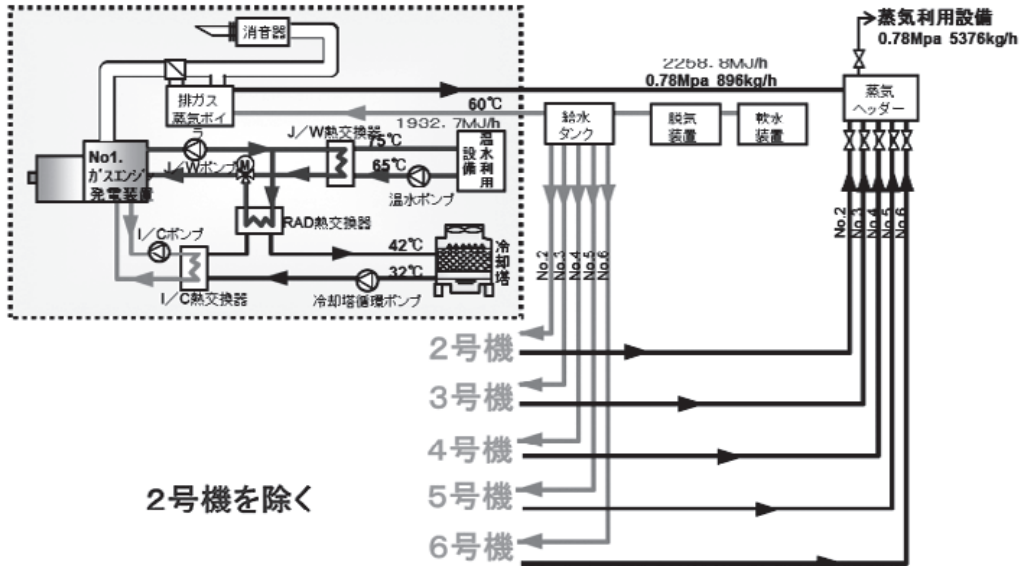 消音器
蒸気利用設備
0.78Mpa 5376kg/h
2268. 8MJ/h
0.78Mpa 896kg/h
排ガス
蒸気ボイ
ラ
60℃
1932. 7MJ/h
給水
タンク
脱気
装置
軟水
装置
蒸気
ヘッダー
J／W熱交換器
75℃
65℃
温水利用
設備
No1.
ガスエンジ
発電装置
J／Wポンプ
M
温水ポンプ
RAD熱交換器
I／Cポンプ
42℃
32℃
冷却塔
I／C熱交換器
冷却塔循環ポンプ
No.2
No.3
No.4
No.5
No.6
No.2
No.3
No.4
No.5
No.6
2号機
3号機
4号機
5号機
6号機
2号機を除く